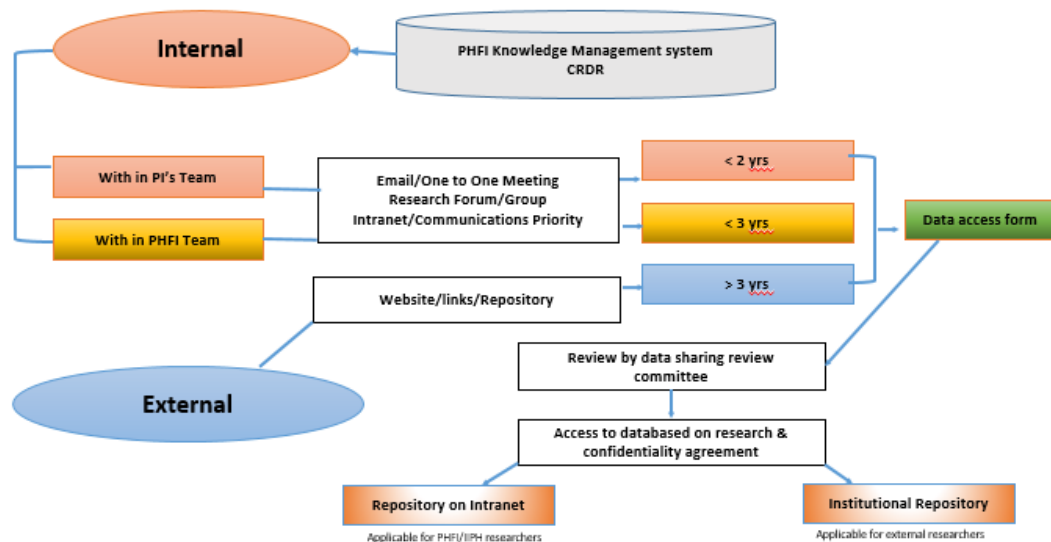 Internal
PHFI Knowledge Management system
CRDR
With in PI's Team
Email/One to One Meeting
Research Forum/Group
Intranet/Communications Priority
< 2 yrs
With in PHFI Team
< 3 yrs
Data access form
Website/links/Repository
> 3 yrs
External
Review by data sharing review
committee
Access to databased on research &
confidentiality agreement
Repository on Intranet
Applicable for PHFI/IIPH researchers
Institutional Repository
Applicable for external researchers